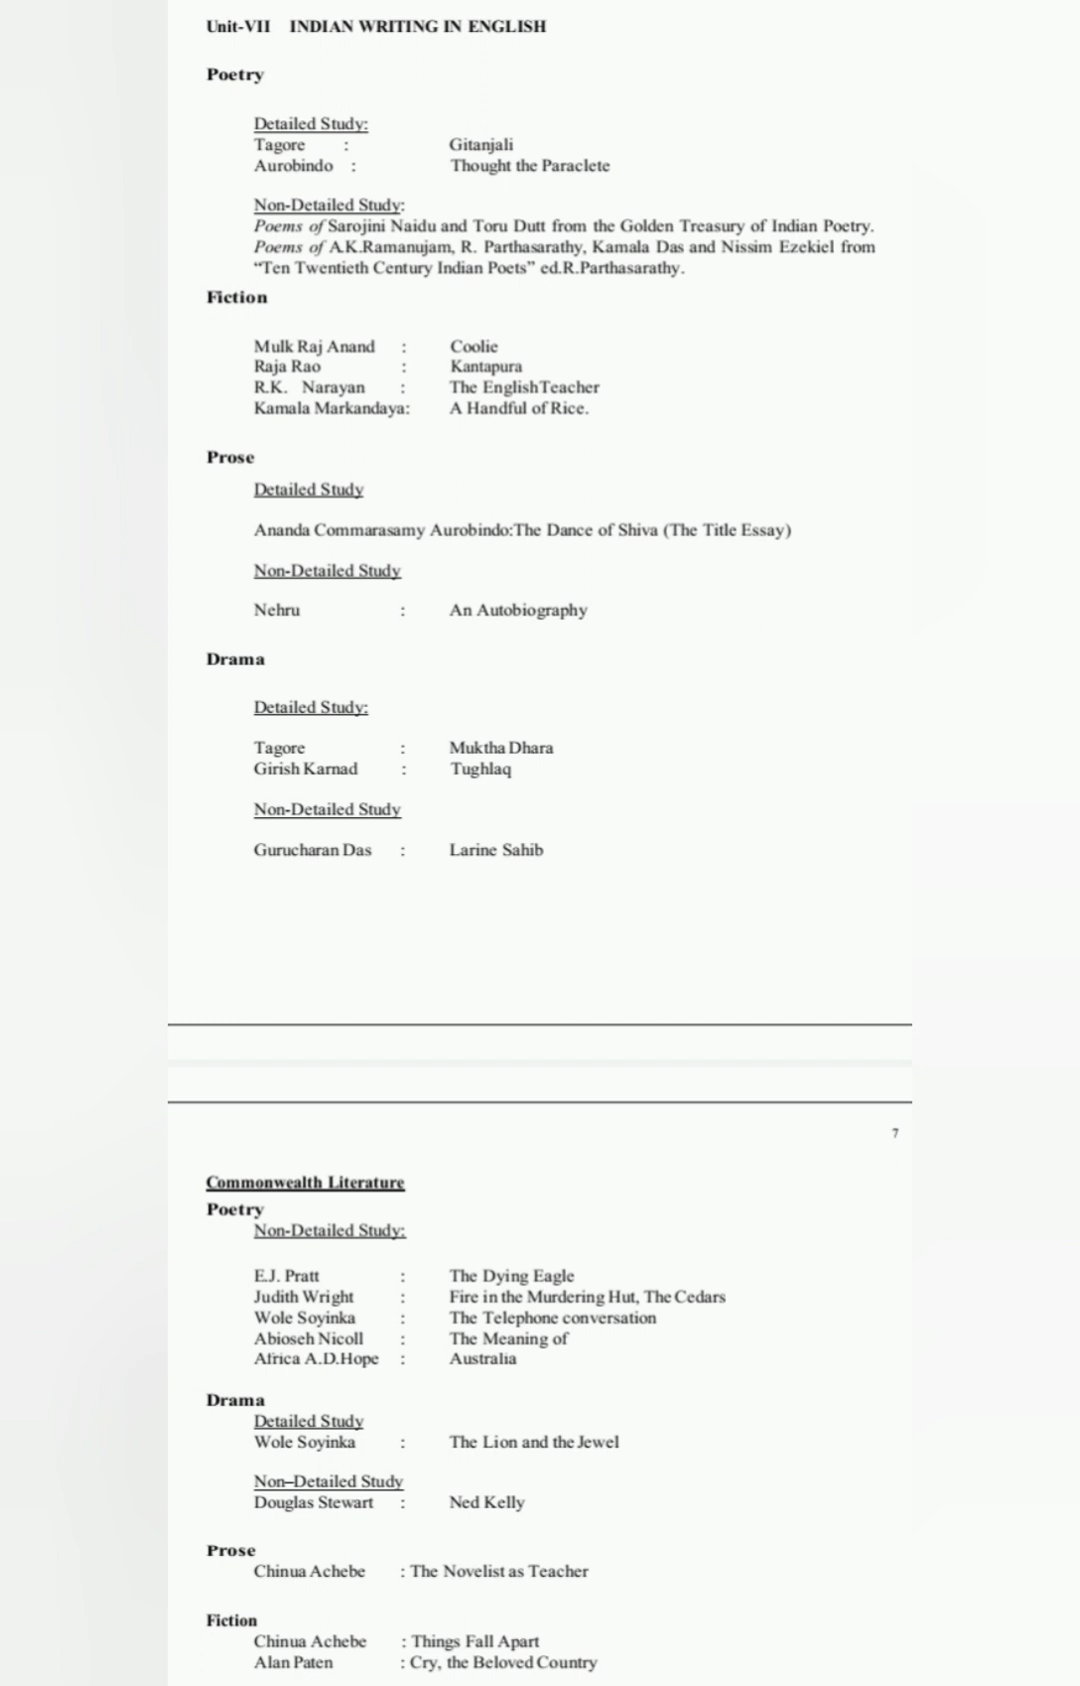 Unit-VII INDIAN WRITING IN ENGLISH
Poetry
Detailed Study:
Tagore : Gitanjali
Aurobindo : Thought the Paraclete
Non-Detailed Study:
Poems of Sarojini Naidu and Toru Dutt from the Golden Treasury of Indian Poetry.
Poems of A.K.Ramanujam, R. Parthasarathy, Kamala Das and Nissim Ezekiel from
“Ten Twentieth Century Indian Poets” ed.R.Parthasarathy.
Fiction
Mulk Raj Anand : Coolie
Raja Rao : Kantapura
R.K. Narayan : The EnglishTeacher
Kamala Markandaya: A Handful of Rice.
Prose
Detailed Study
Ananda Commarasamy Aurobindo:The Dance of Shiva (The Title Essay)
Non-Detailed Study
Nehru : An Autobiography
Drama
Detailed Study:
Tagore : Muktha Dhara
Girish Karnad : Tughlaq
Non-Detailed Study
Gurucharan Das : Larine Sahib
7
Commonwealth Literature
Poetry
Non-Detailed Study:
E.J. Pratt : The Dying Eagle
Judith Wright : Fire in the Murdering Hut, The Cedars
Wole Soyinka : The Telephone conversation
Abioseh Nicoll : The Meaning of
Africa A.D.Hope : Australia
Drama
Detailed Study
Wole Soyinka : The Lion and the Jewel
Non–Detailed Study
Douglas Stewart : Ned Kelly
Prose
Chinua Achebe : The Novelist as Teacher
Fiction
Chinua Achebe : Things Fall Apart
Alan Paten : Cry, the Beloved Country